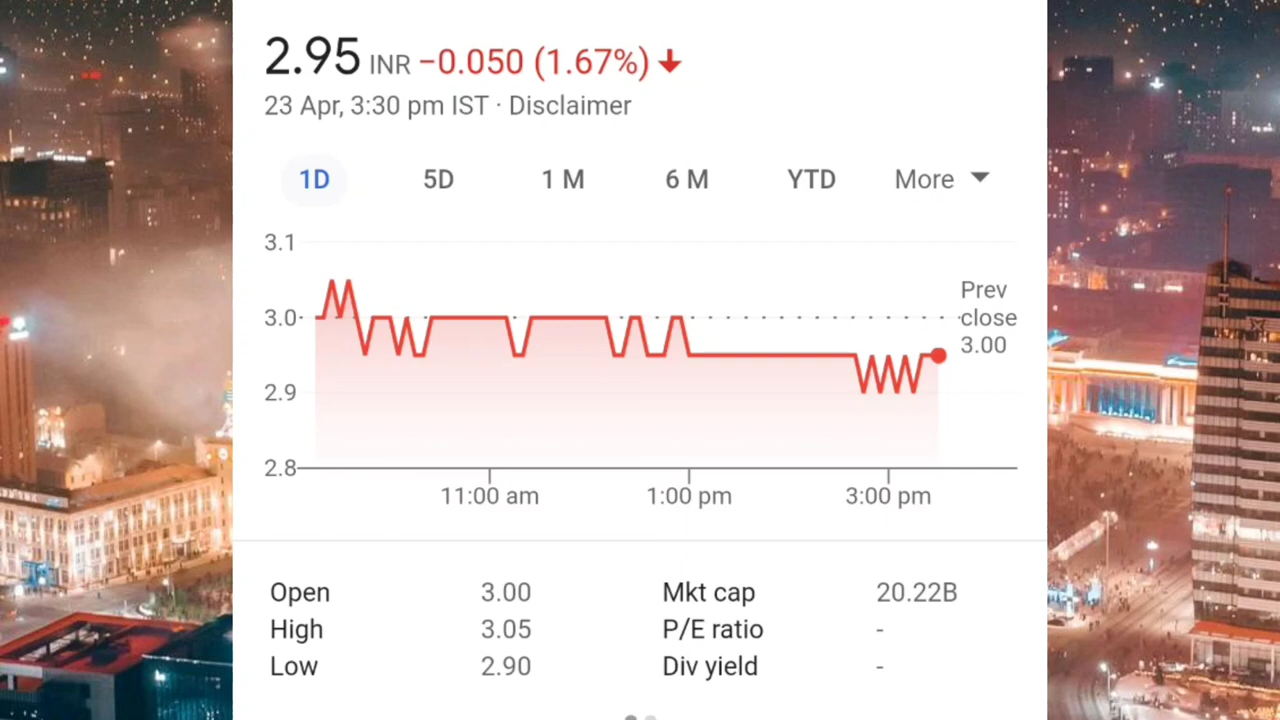 2.95 INR −0.050 (1.67%) ↓
23 Apr, 3:30 pm IST · Disclaimer
1D 5D 1 M 6 M YTD More
3.1
3.0
2.9
2.8
Prev
close
3.00
11:00 am 1:00 pm 3:00 pm
Open 3.00 Mkt cap 20.22B
High 3.05 P/E ratio -
Low 2.90 Div yield -